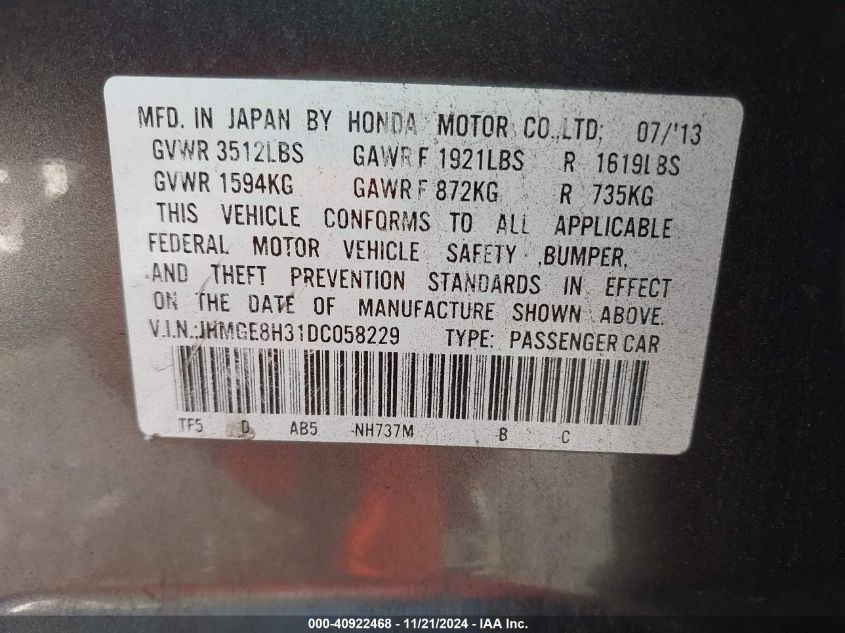 MFD. IN JAPAN BY HONDA MOTOR CO.,LTD; 07/'13
GVWR 3512LBS GAWR F 1921LBS R 1619LBS
GVWR 1594KG GAWR F 872KG R 735KG
THIS VEHICLE CONFORMS TO ALL APPLICABLE
FEDERAL MOTOR VEHICLE SAFETY ,BUMPER,
AND THEFT PREVENTION STANDARDS IN EFFECT
ON THE DATE OF MANUFACTURE SHOWN ABOVE.
V.I.N.:JHMGE8H31DC058229 TYPE: PASSENGER CAR
TF5 D AB5 -NH737M B C
000-40922468 - 11/21/2024 - IAA Inc.